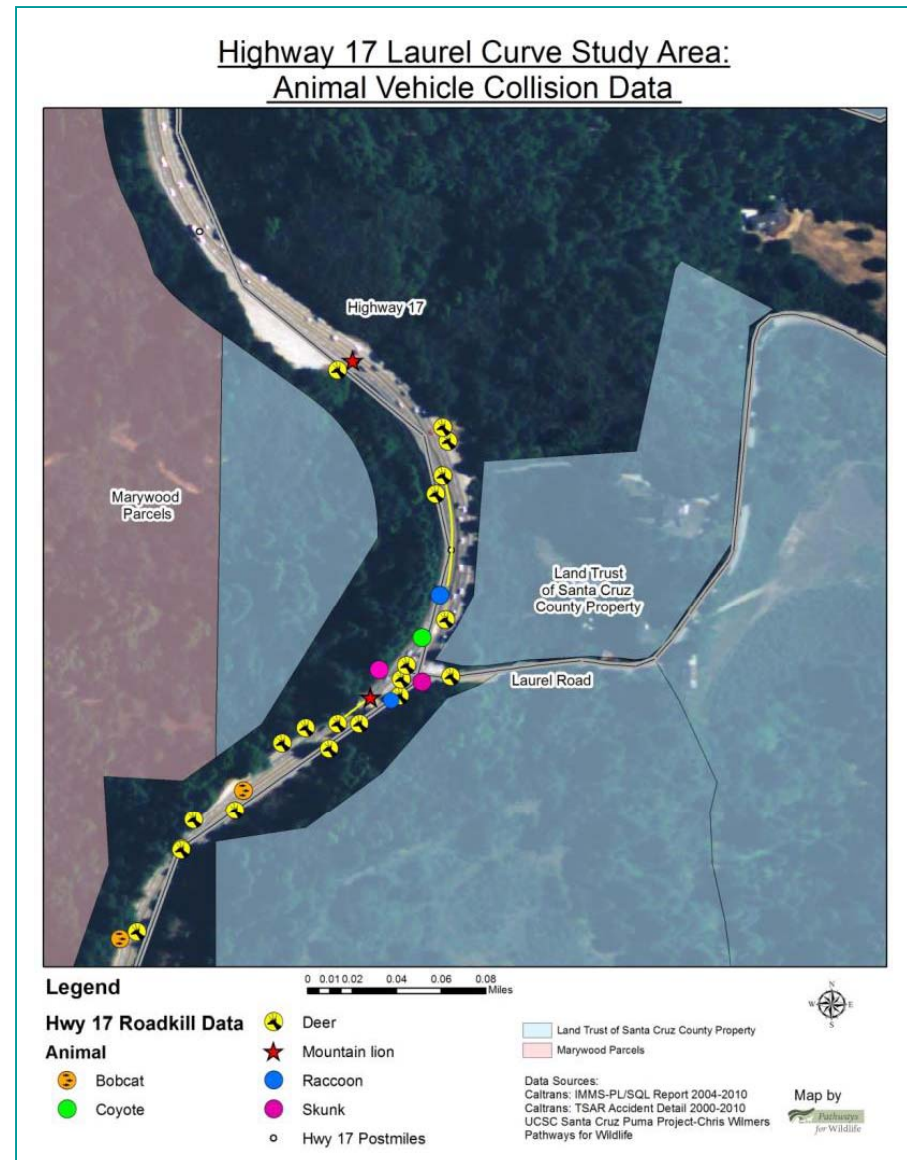 Highway 17 Laurel Curve Study Area:
Animal Vehicle Collision Data
Highway 17
Marywood
Parcels
Land Trust
of Santa Cruz
County Property
Laurel Road
Legend
0 0.01 0.02 0.04 0.06 0.08
Miles
N
W E
S
Hwy 17 Roadkill Data
Animal
Bobcat
Coyote
Deer
Mountain lion
Raccoon
Skunk
Hwy 17 Postmiles
Land Trust of Santa Cruz County Property
Marywood Parcels
Data Sources:
Caltrans: IMMS-PL/SQL Report 2004-2010
Caltrans: TSAR Accident Detail 2000-2010
UCSC Santa Cruz Puma Project-Chris Wilmers
Pathways for Wildlife
Map by
Pathways
for Wildlife